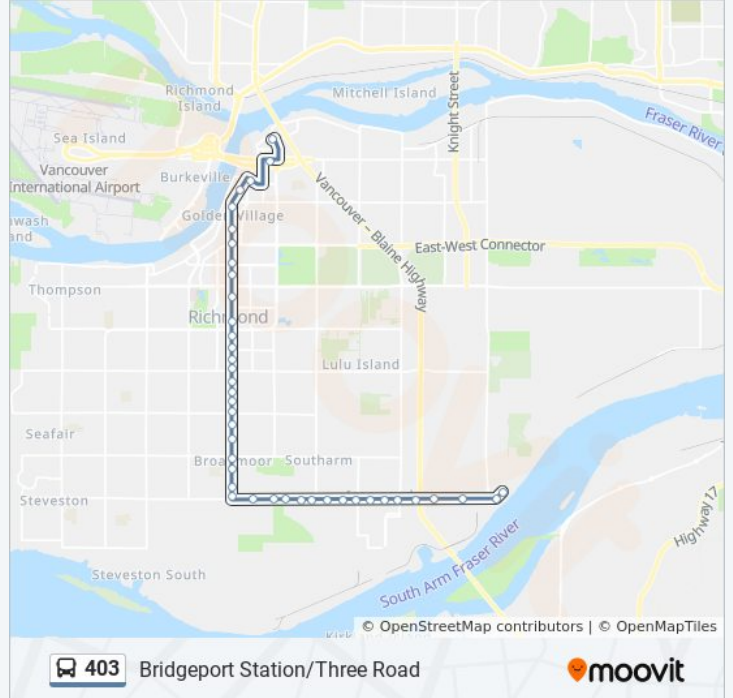 Richmond
Island
Mitchell Island
Knight Street
Fraser River
Sea Island
Vancouver
International Airport
Burkeville
Vancouver – Blaine Highway
Golden Village
East-West Connector
Thompson
Richmond
Lulu Island
Seafair
Broadmoor
Southarm
Steveston
Highway 17
South Arm Fraser River
Steveston South
© OpenStreetMap contributors | © OpenMapTiles
403 Bridgeport Station/Three Road
moovit